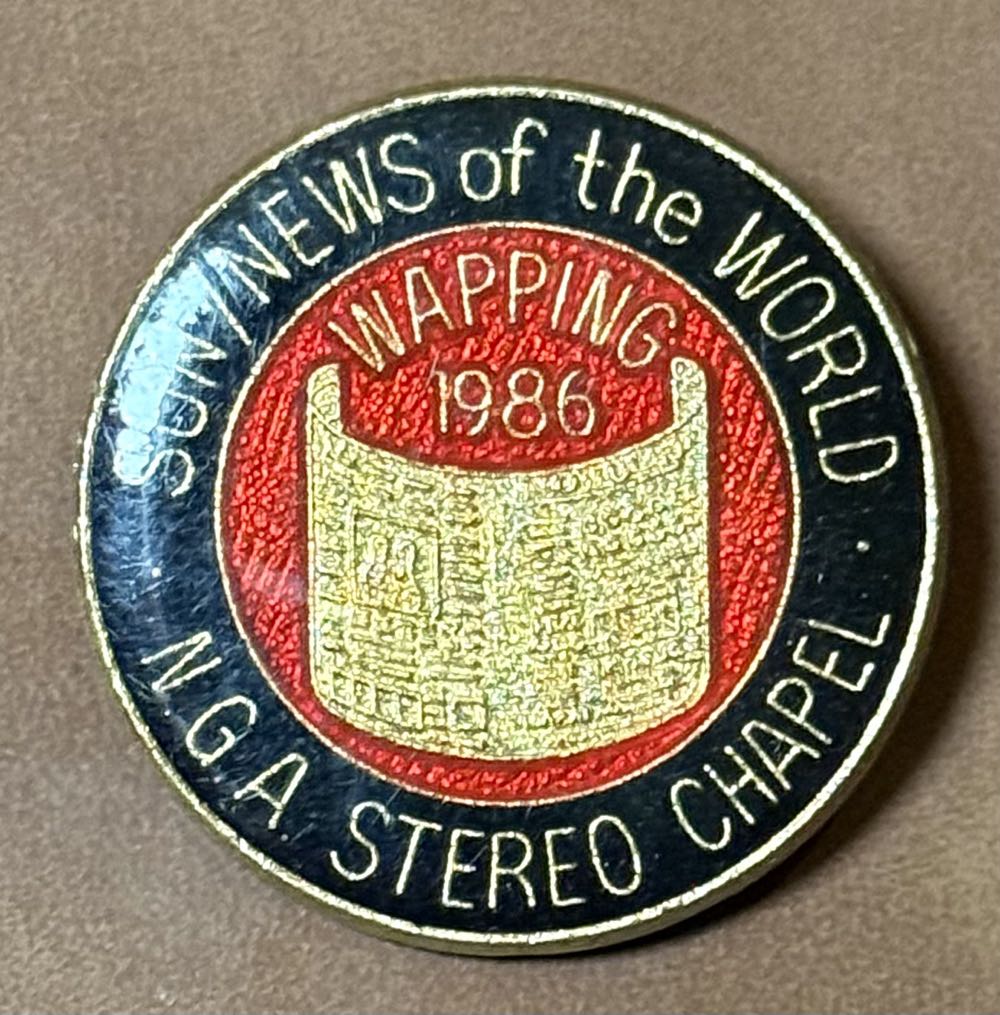 SUN/NEWS of the WORLD
WAPPING
1986
N.G.A. STEREO CHAPEL